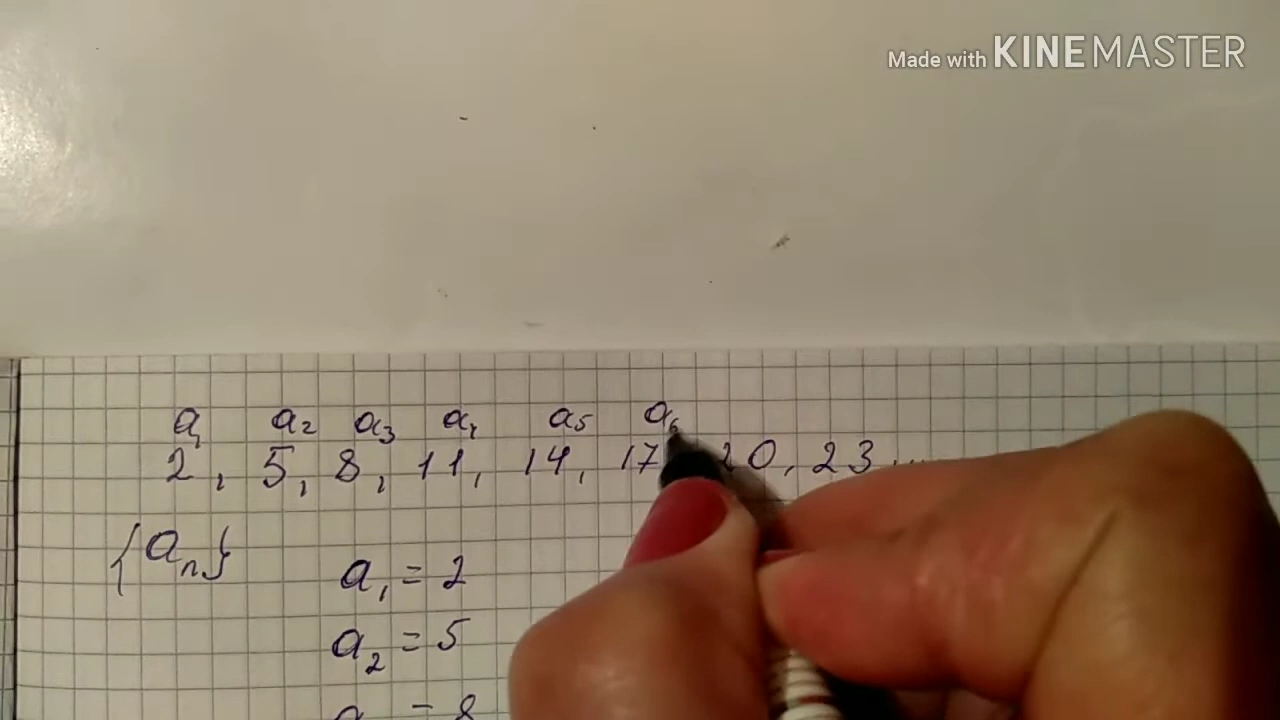 Made with KINEMASTER
a₁ a₂ a₃ a₄ a₅ a₆
2, 5, 8, 11, 14, 17 20, 23, ...
{aₙ}
a₁ = 2
a₂ = 5
= 8